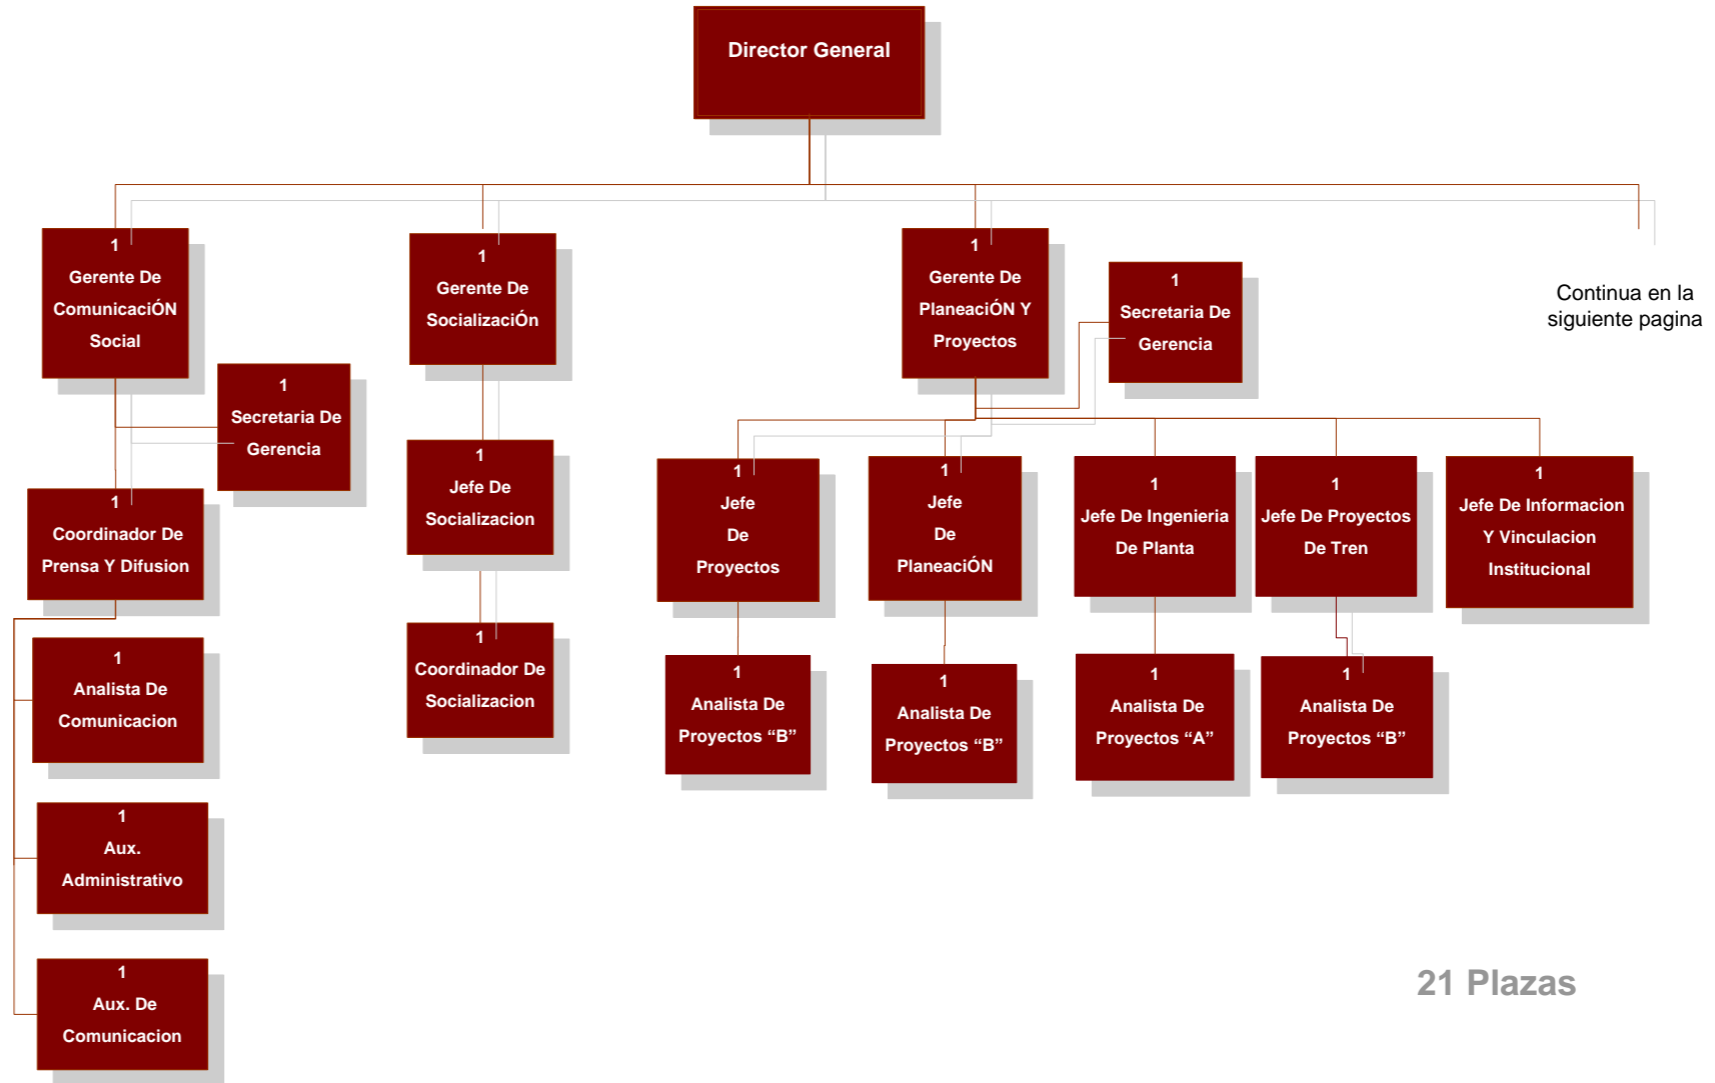 Director General
1
Gerente De
ComunicaciÓN
Social
1
Gerente De
SocializaciÓn
1
Gerente De
PlaneaciÓN Y
Proyectos
1
Secretaria De
Gerencia
Continua en la
siguiente pagina
1
Secretaria De
Gerencia
1
Coordinador De
Prensa Y Difusion
1
Jefe De
Socializacion
1
Jefe
De
Proyectos
1
Jefe
De
PlaneaciÓN
1
Jefe De Ingenieria
De Planta
1
Jefe De Proyectos
De Tren
1
Jefe De Informacion
Y Vinculacion
Institucional
1
Analista De
Comunicacion
1
Coordinador De
Socializacion
1
Analista De
Proyectos “B”
1
Analista De
Proyectos “B”
1
Analista De
Proyectos “A”
1
Analista De
Proyectos “B”
1
Aux.
Administrativo
1
Aux. De
Comunicacion
21 Plazas